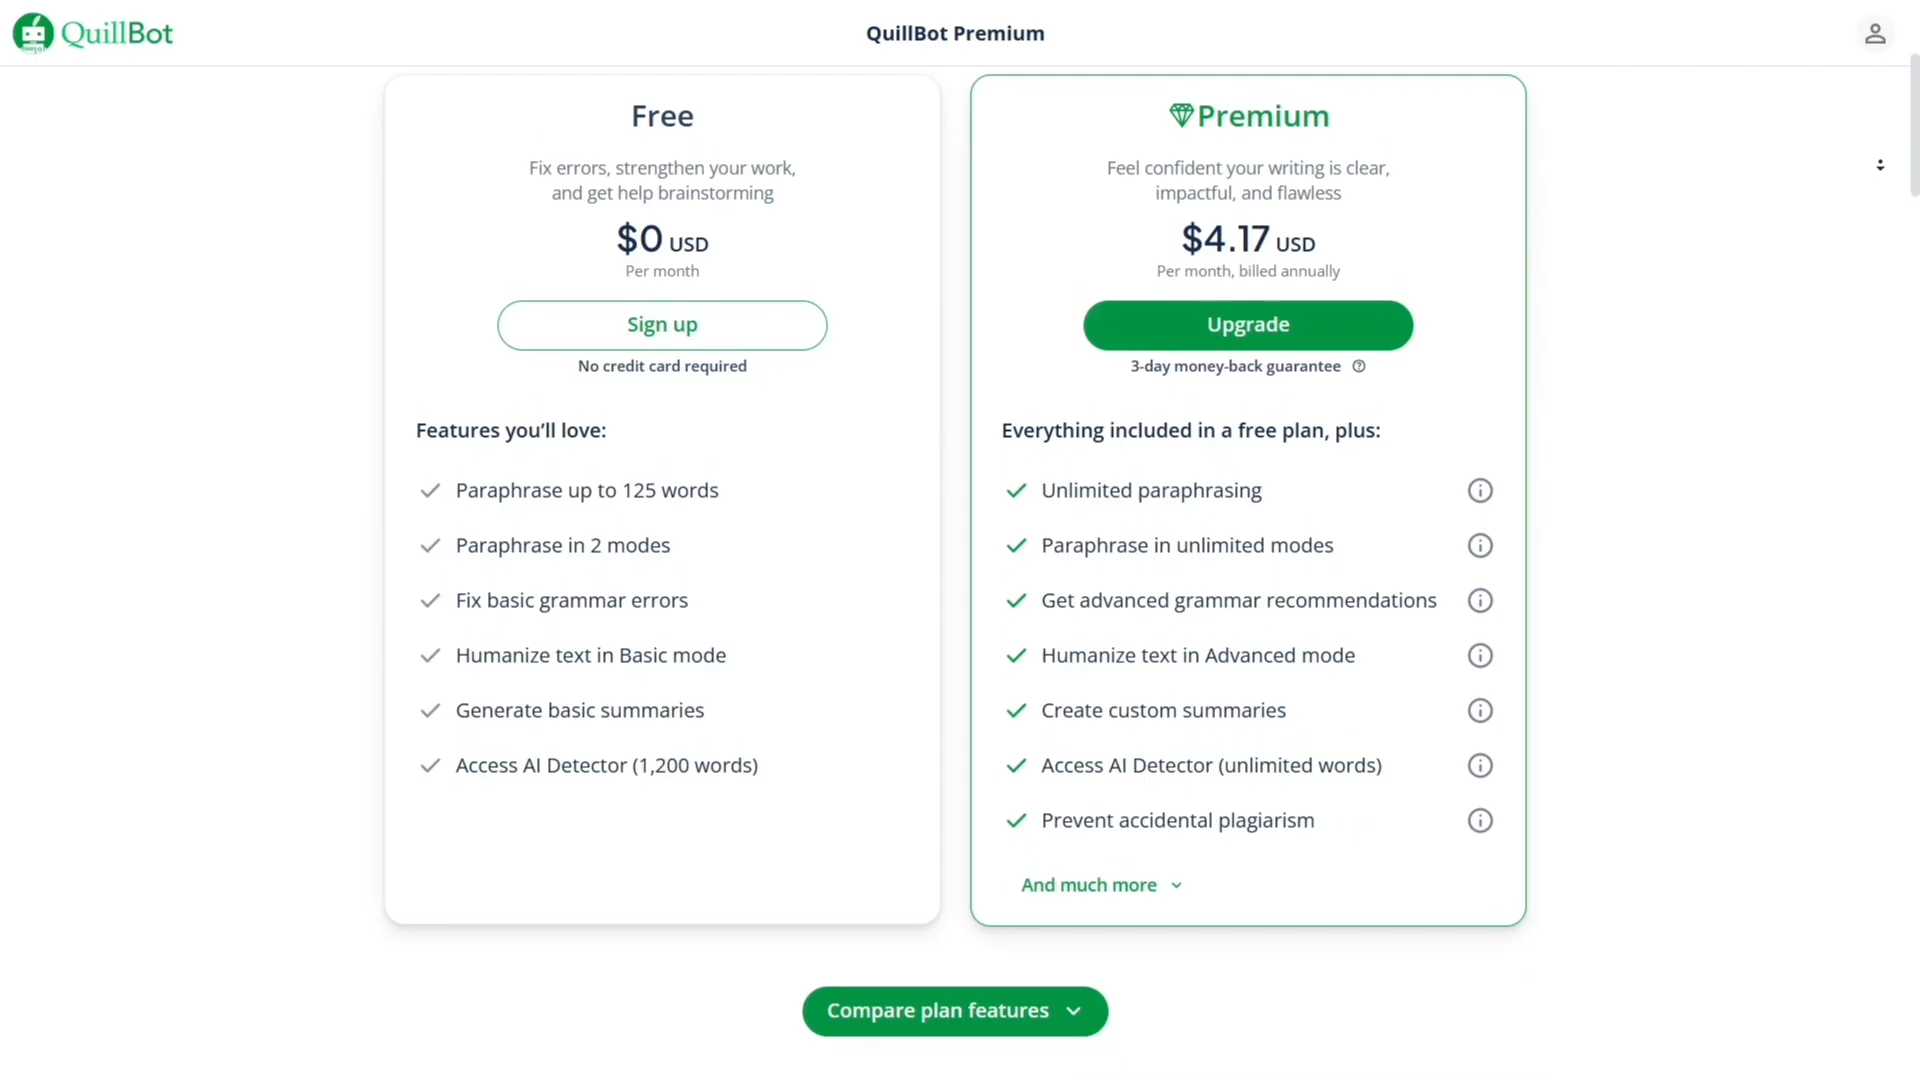 QuillBot
QuillBot Premium
Free
Fix errors, strengthen your work,
and get help brainstorming
$0 USD
Per month
Sign up
No credit card required
Features you’ll love:
Paraphrase up to 125 words
Paraphrase in 2 modes
Fix basic grammar errors
Humanize text in Basic mode
Generate basic summaries
Access AI Detector (1,200 words)
Premium
Feel confident your writing is clear,
impactful, and flawless
$4.17 USD
Per month, billed annually
Upgrade
3-day money-back guarantee
Everything included in a free plan, plus:
Unlimited paraphrasing
Paraphrase in unlimited modes
Get advanced grammar recommendations
Humanize text in Advanced mode
Create custom summaries
Access AI Detector (unlimited words)
Prevent accidental plagiarism
And much more
Compare plan features